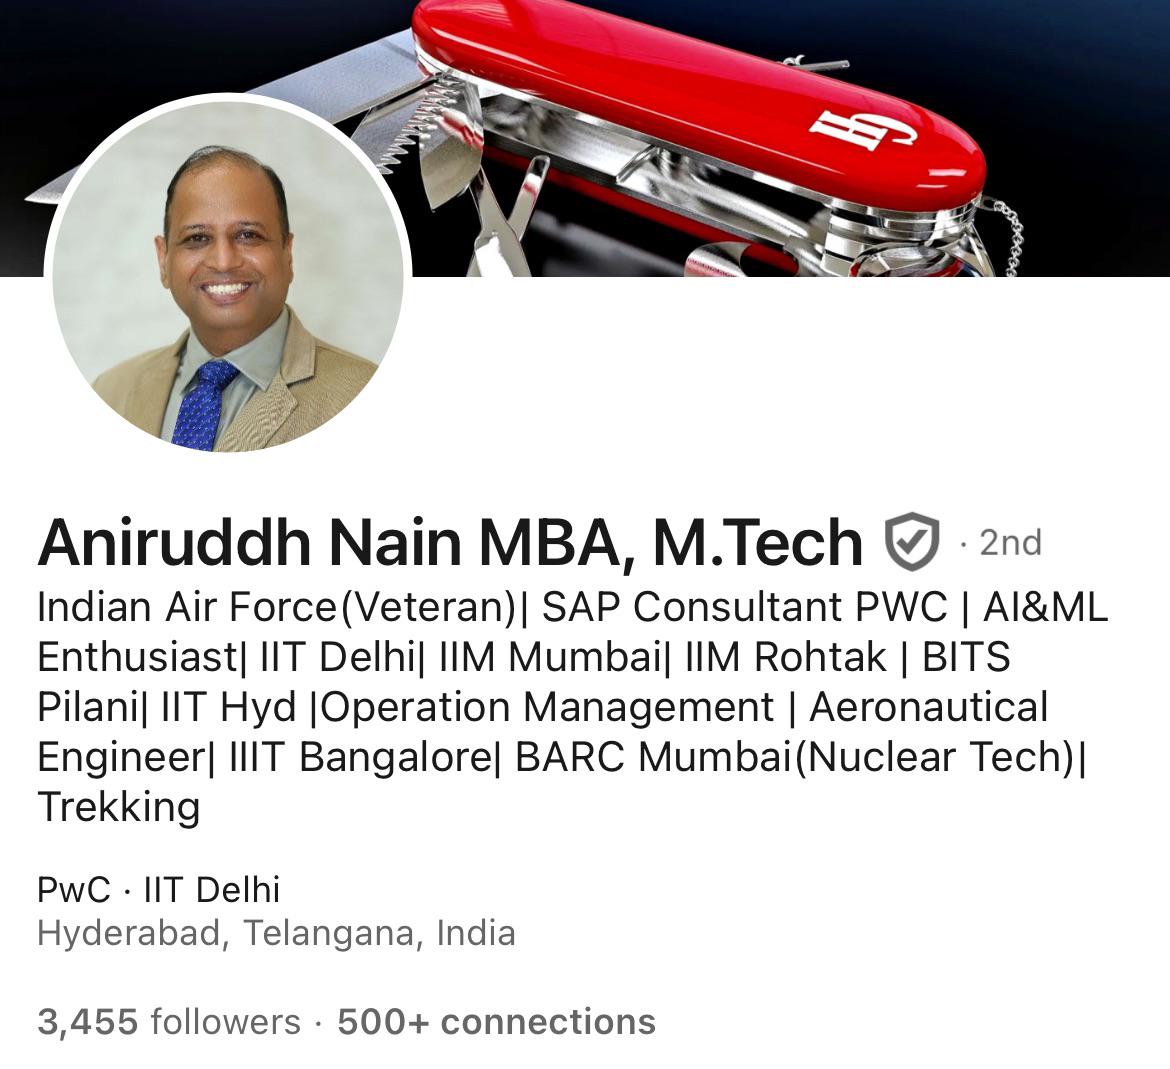 HG
Aniruddh Nain MBA, M.Tech · 2nd
Indian Air Force(Veteran)| SAP Consultant PWC | AI&ML
Enthusiast| IIT Delhi| IIM Mumbai| IIM Rohtak | BITS
Pilani| IIT Hyd |Operation Management | Aeronautical
Engineer| IIIT Bangalore| BARC Mumbai(Nuclear Tech)|
Trekking
PwC · IIT Delhi
Hyderabad, Telangana, India
3,455 followers · 500+ connections